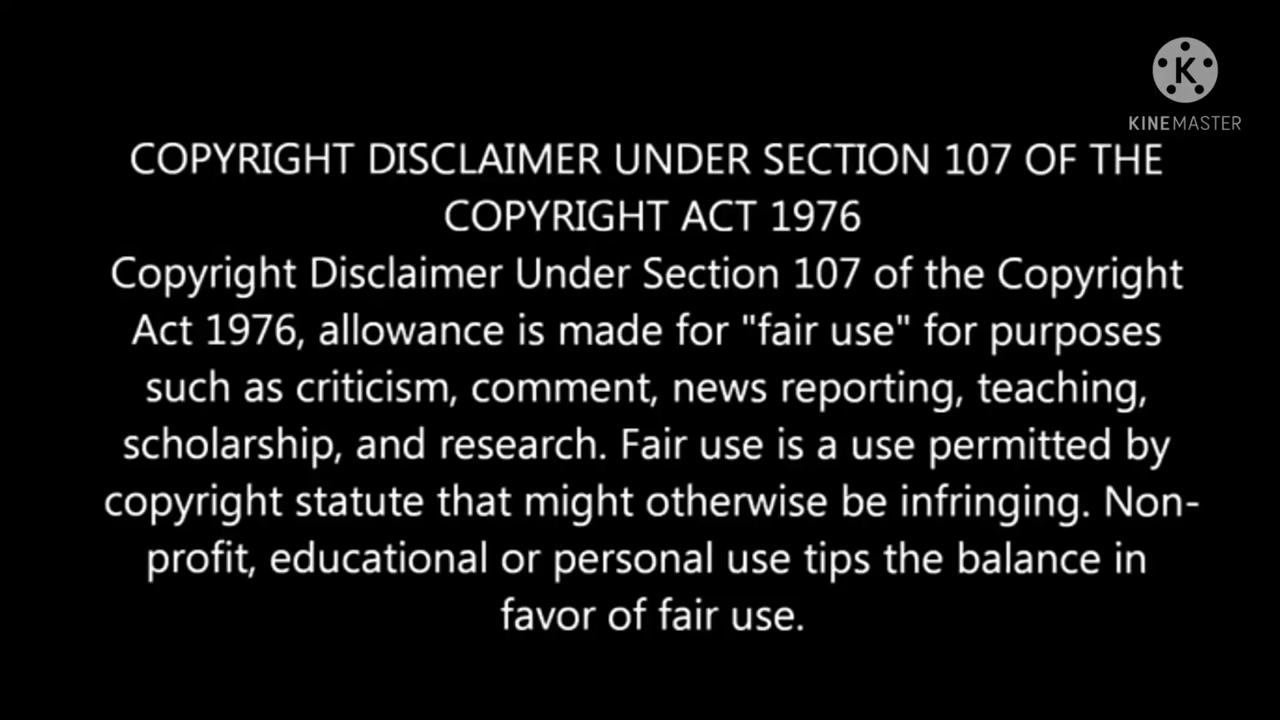 K
KINEMASTER
COPYRIGHT DISCLAIMER UNDER SECTION 107 OF THE
COPYRIGHT ACT 1976
Copyright Disclaimer Under Section 107 of the Copyright
Act 1976, allowance is made for "fair use" for purposes
such as criticism, comment, news reporting, teaching,
scholarship, and research. Fair use is a use permitted by
copyright statute that might otherwise be infringing. Non-
profit, educational or personal use tips the balance in
favor of fair use.